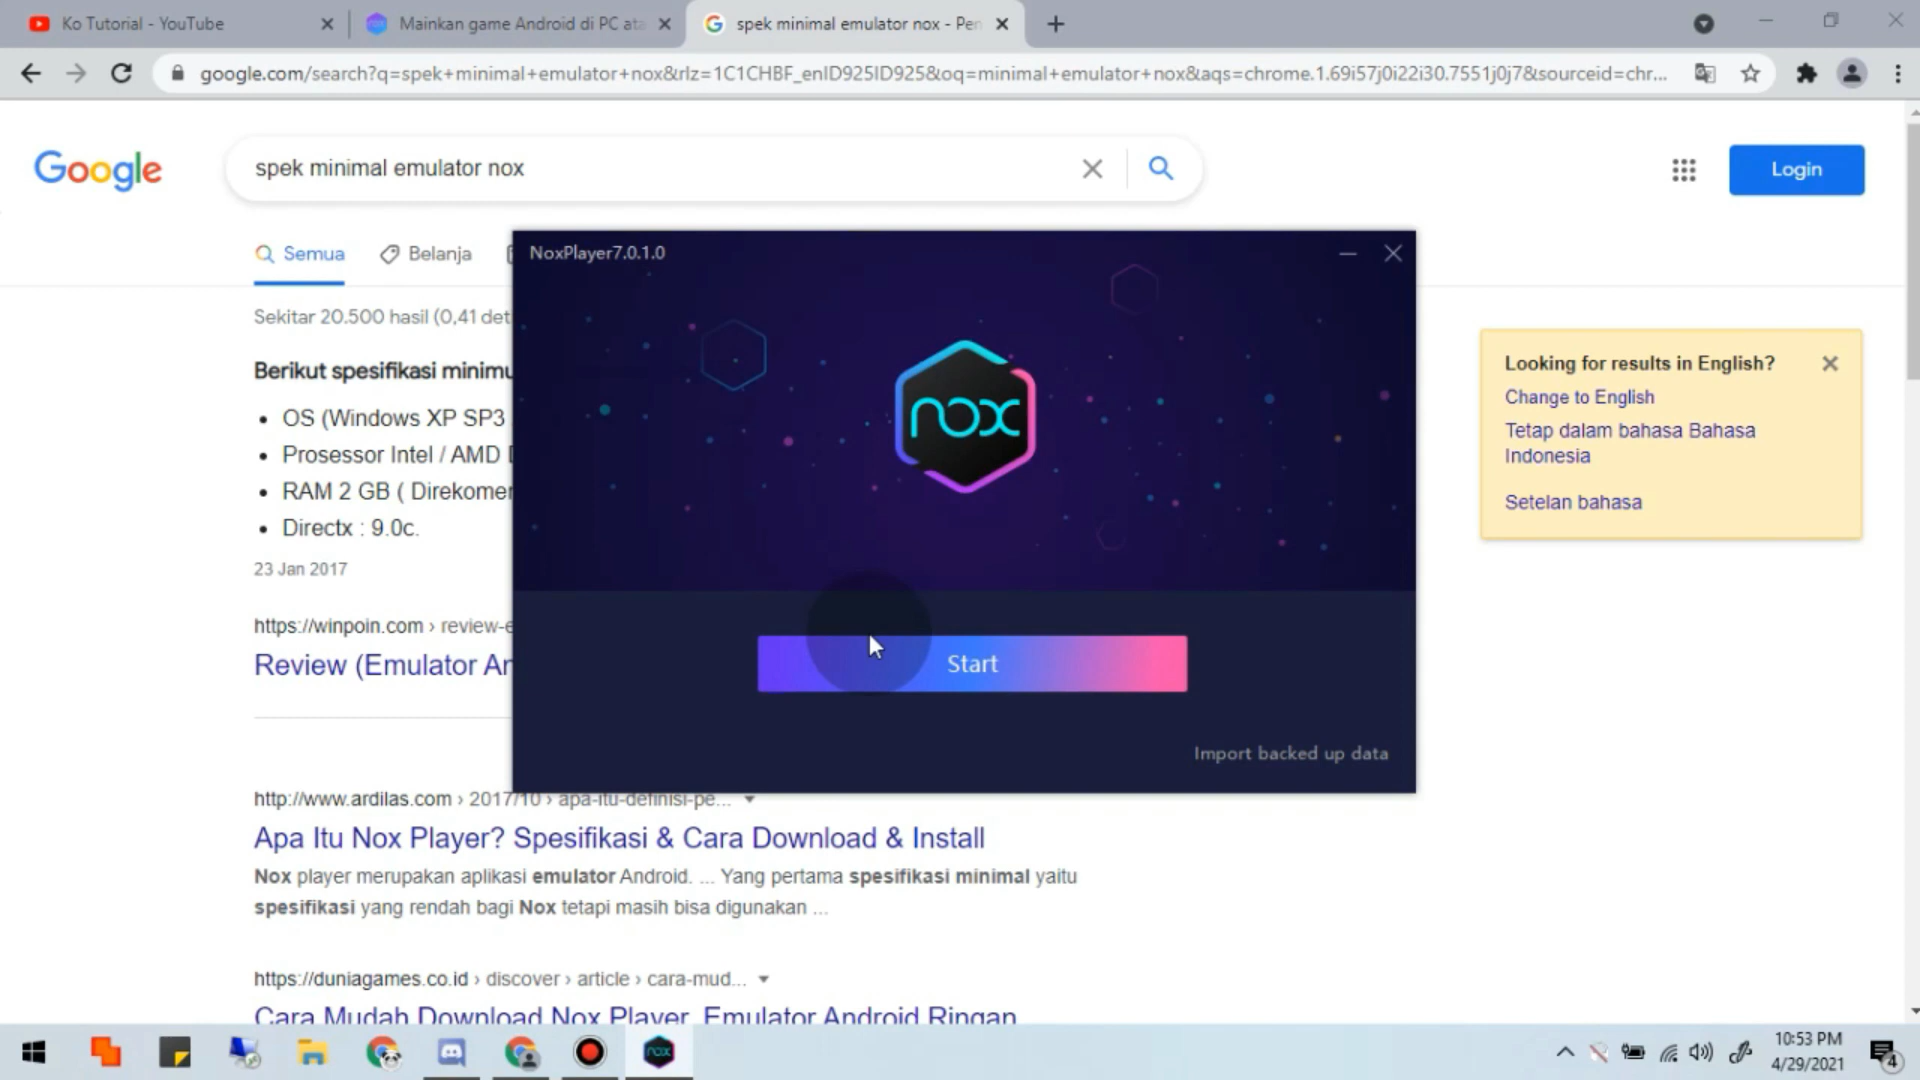 Ko Tutorial - YouTube
Mainkan game Android di PC ata
spek minimal emulator nox - Pen
google.com/search?q=spek+minimal+emulator+nox&rlz=1C1CHBF_enID925ID925&oq=minimal+emulator+nox&aqs=chrome.1.69i57j0i22i30.7551j0j7&sourceid=chr...
Google
spek minimal emulator nox
Login
Semua
Belanja
NoxPlayer7.0.1.0
Sekitar 20.500 hasil (0,41 det
Berikut spesifikasi minimu
OS (Windows XP SP3
Prosessor Intel / AMD
RAM 2 GB ( Direkomer
Directx : 9.0c.
23 Jan 2017
nox
Looking for results in English?
Change to English
Tetap dalam bahasa Bahasa
Indonesia
Setelan bahasa
https://winpoin.com › review-e
Review (Emulator An
Start
Import backed up data
http://www.ardilas.com › 2017/10 › apa-itu-definisi-pe...
Apa Itu Nox Player? Spesifikasi & Cara Download & Install
Nox player merupakan aplikasi emulator Android. ... Yang pertama spesifikasi minimal yaitu
spesifikasi yang rendah bagi Nox tetapi masih bisa digunakan ...
https://duniagames.co.id › discover › article › cara-mud...
Cara Mudah Download Nox Player, Emulator Android Ringan
nox
10:53 PM
4/29/2021
4